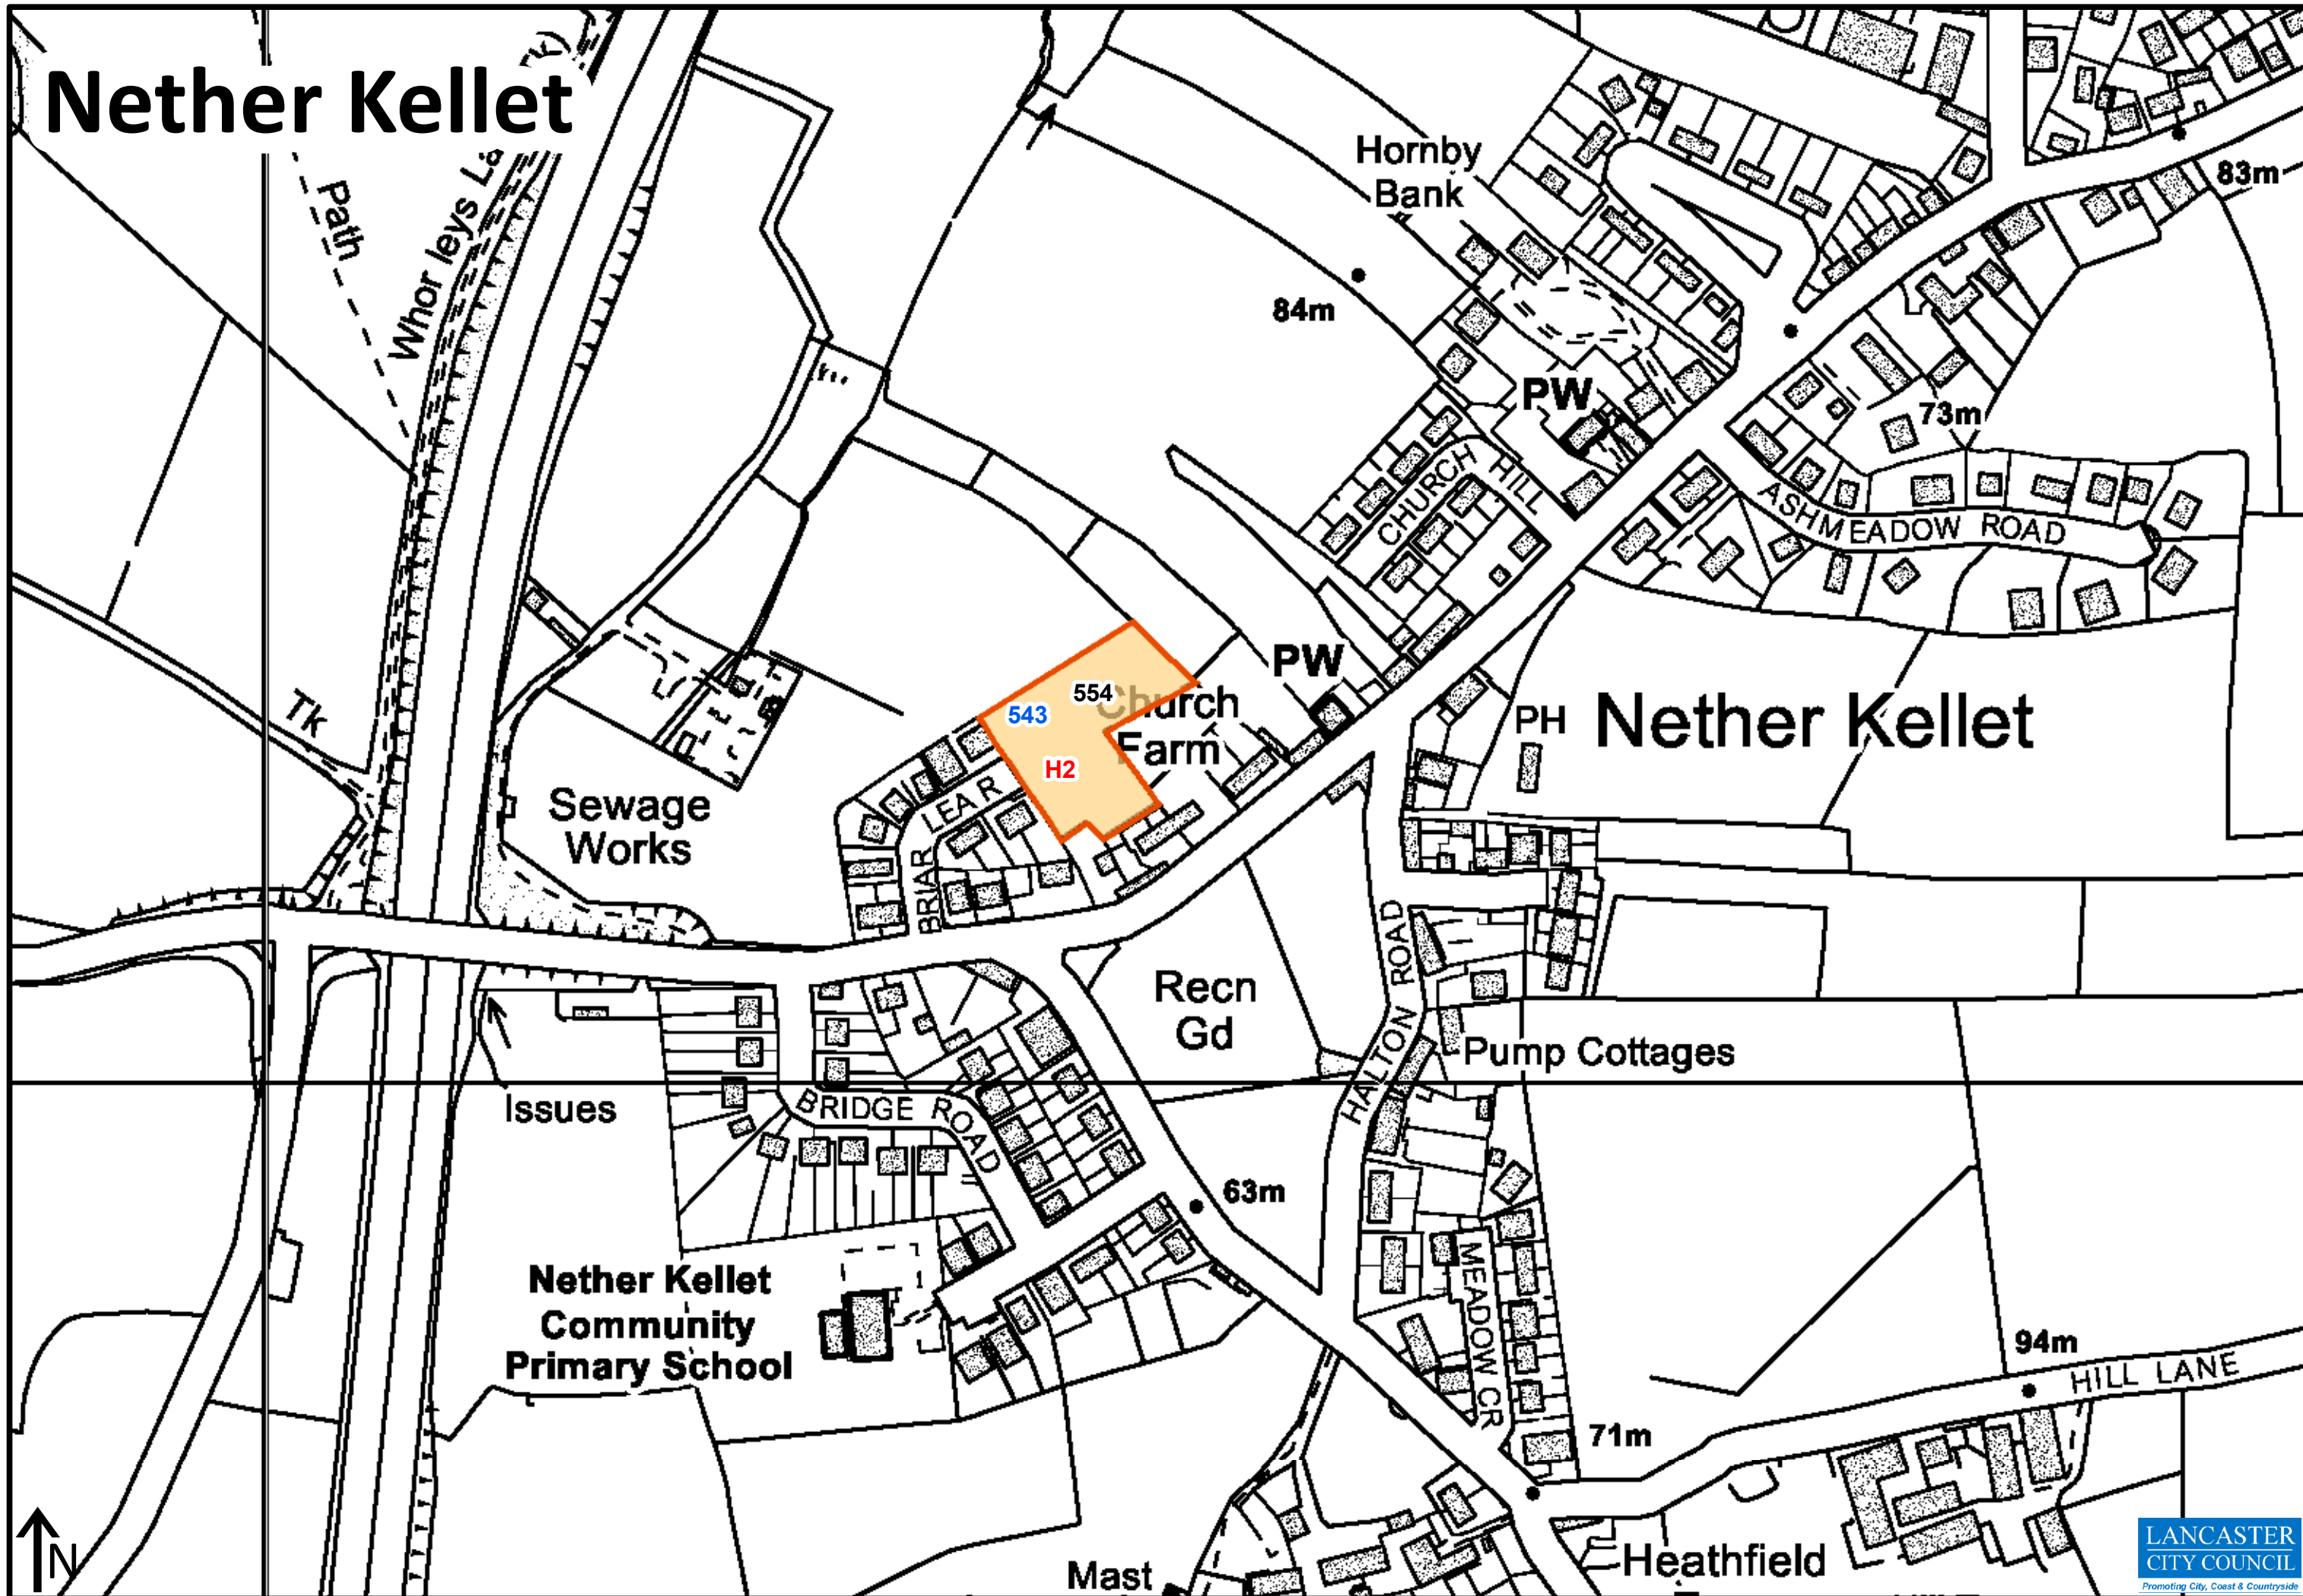 Nether Kellet
Path
Whor leys La
Hornby
Bank
83m
84m
PW
73m
CHURCH HILL
ASHMEADOW ROAD
PW
554
543
Church
Farm
H2
Nether Kellet
PH
Tk
LEA R
BRIAR
Sewage
Works
HALTON ROAD
Recn
Gd
Pump Cottages
Issues
BRIDGE ROAD
63m
Nether Kellet
Community
Primary School
MEADOW CR
94m
HILL LANE
71m
N
Mast
Heathfield
LANCASTER
CITY COUNCIL
Promoting City, Coast & Countryside